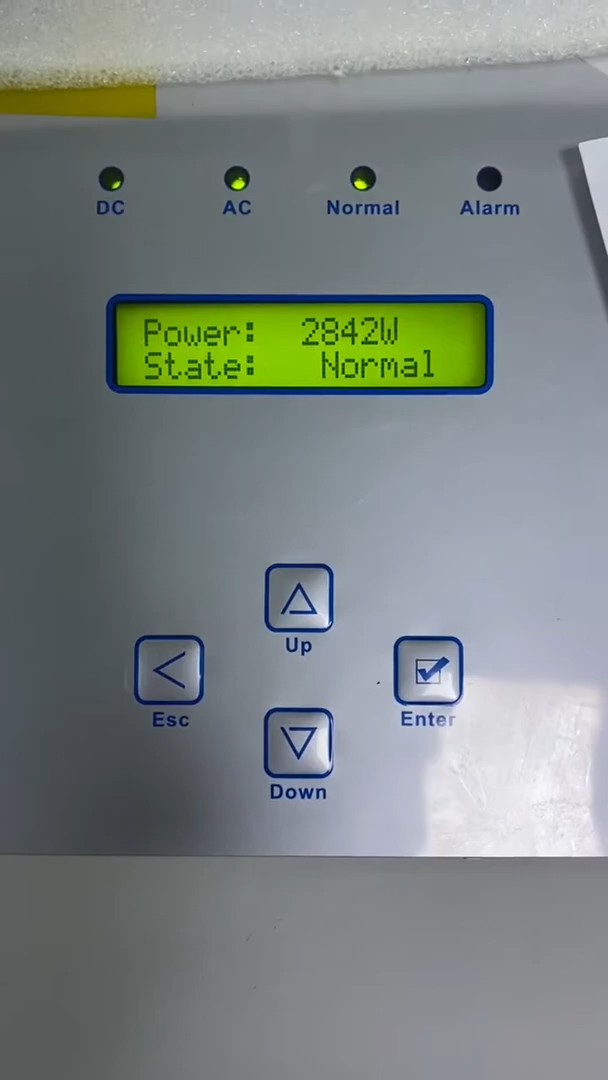 DC AC Normal Alarm
Power: 2842W
State: Normal
Up
Esc Enter
Down